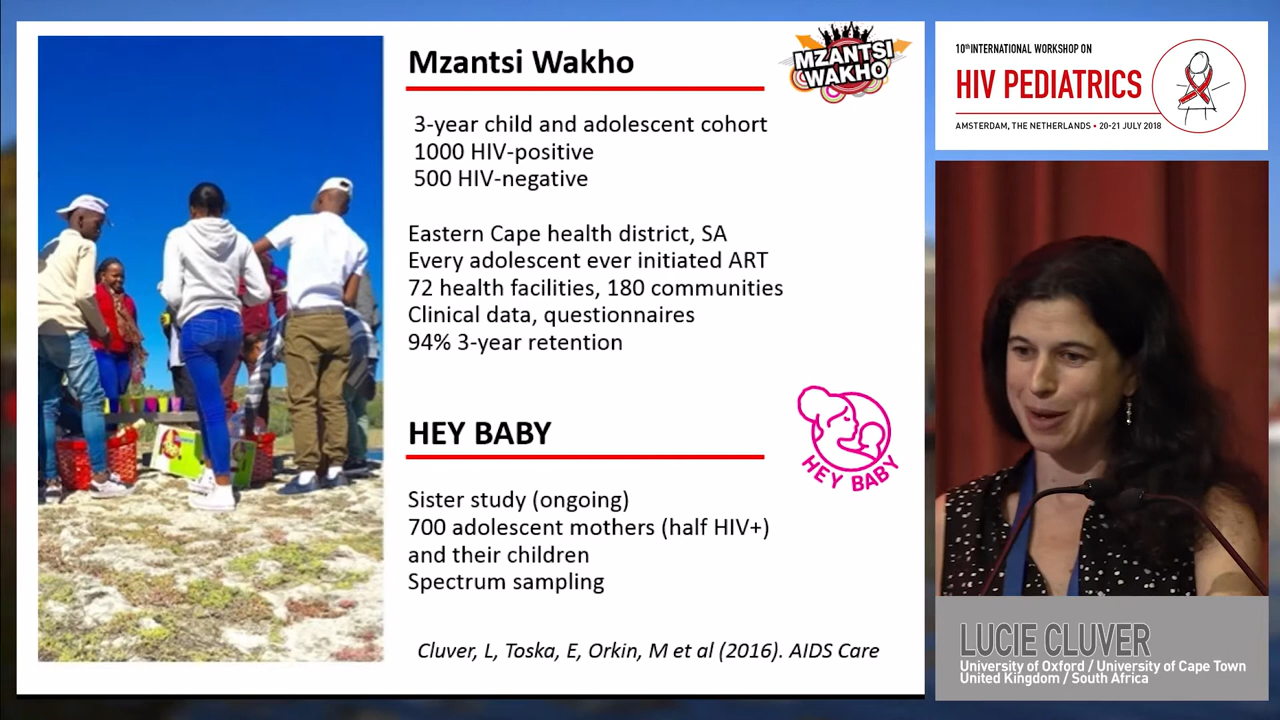 Mzantsi Wakho
MZANTSI
WAKHO
3-year child and adolescent cohort
1000 HIV-positive
500 HIV-negative
Eastern Cape health district, SA
Every adolescent ever initiated ART
72 health facilities, 180 communities
Clinical data, questionnaires
94% 3-year retention
HEY BABY
HEY BABY
Sister study (ongoing)
700 adolescent mothers (half HIV+)
and their children
Spectrum sampling
Cluver, L, Toska, E, Orkin, M et al (2016). AIDS Care
10th INTERNATIONAL WORKSHOP ON
HIV PEDIATRICS
AMSTERDAM, THE NETHERLANDS • 20-21 JULY 2018
LUCIE CLUVER
University of Oxford / University of Cape Town
United Kingdom / South Africa